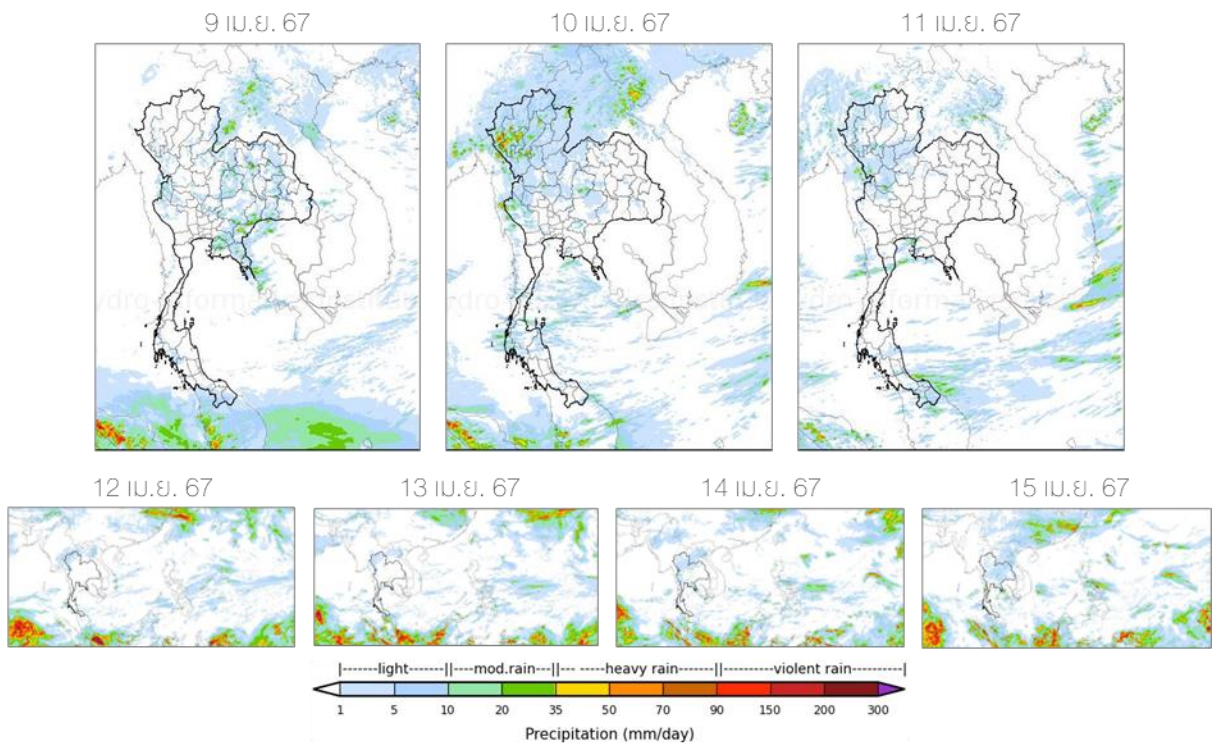 9 เม.ย. 67
10 เม.ย. 67
11 เม.ย. 67
12 เม.ย. 67
13 เม.ย. 67
14 เม.ย. 67
15 เม.ย. 67
|------light-------||----mod.rain---||--- -----heavy rain------||--------violent rain----------|
1 5 10 20 35 50 70 90 150 200 300
Precipitation (mm/day)